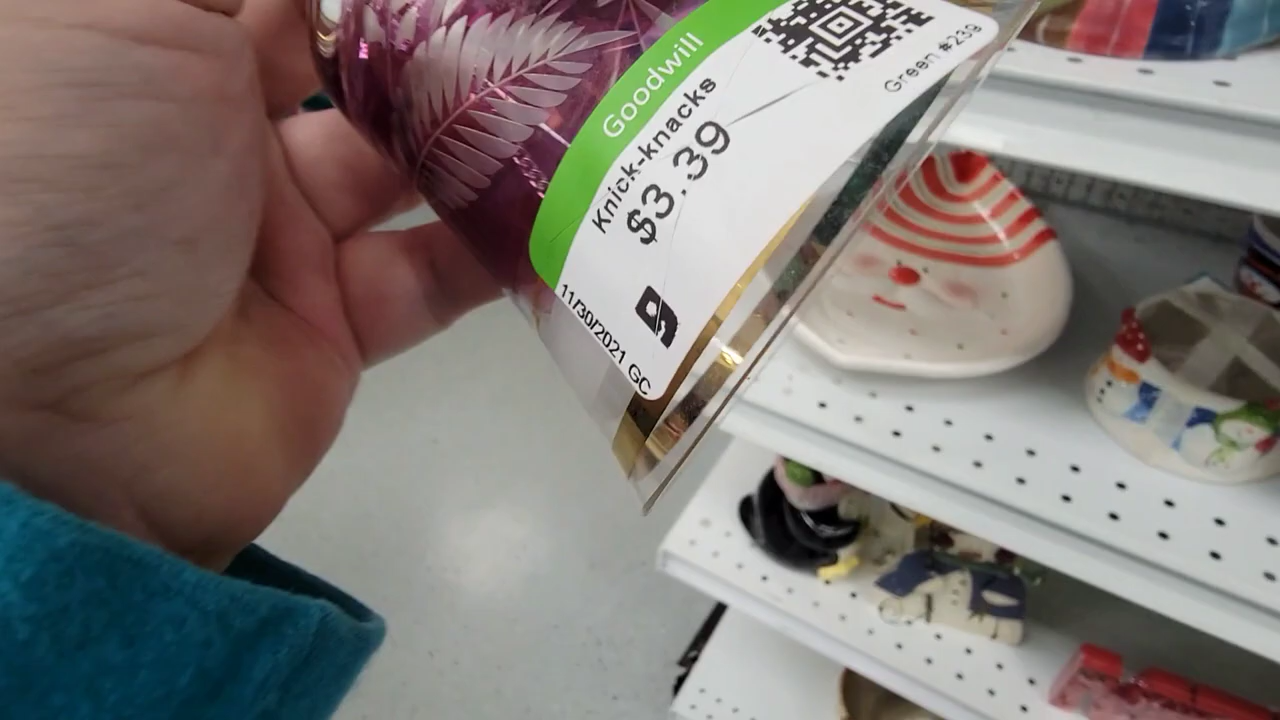 Goodwill
Knick-knacks
$3.39
Green #239
11/30/2021 GC